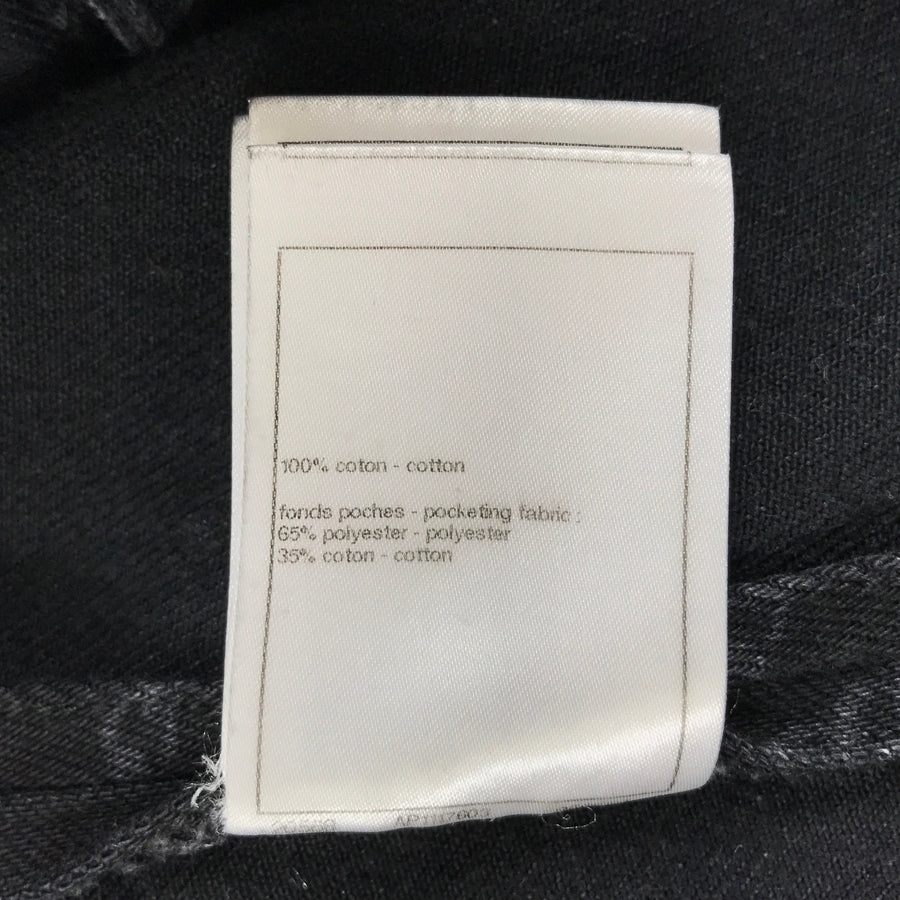 100% coton - cotton
fonds poches - pocketing fabric :
65% polyester - polyester
35% coton - cotton